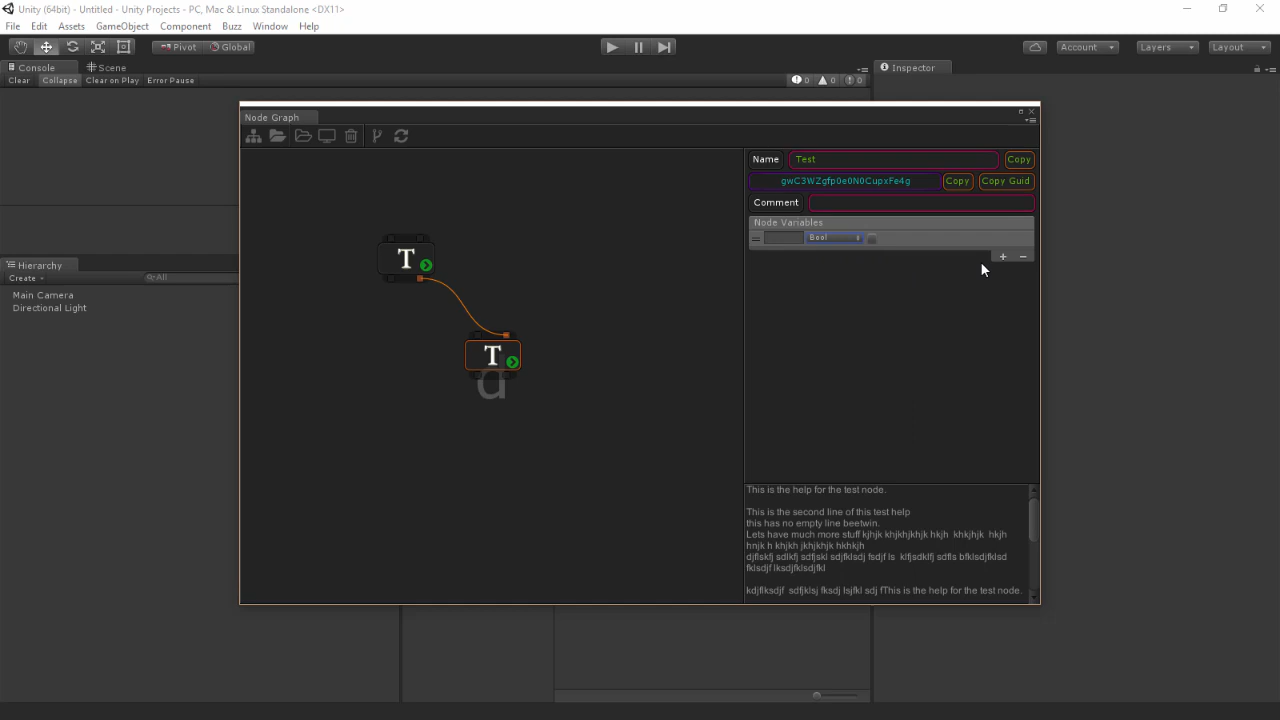 Unity (64bit) - Untitled - Unity Projects - PC, Mac & Linux Standalone <DX11>
File Edit Assets GameObject Component Buzz Window Help
Pivot Global Account Layers Layout
Console Scene Inspector
Clear Collapse Clear on Play Error Pause 0 0 0
Node Graph
Name Test Copy
gwC3WZgfp0e0N0CupxFe4g Copy Copy Guid
Comment
Node Variables
Bool
T
Hierarchy
Create All
Main Camera
Directional Light
T
d
This is the help for the test node.
This is the second line of this test help
this has no empty line beetwin.
Lets have much more stuff kjhjk khjkhjkhjk hkjh khkjhjk hkjh
hnjk h khjkh jkhjkhjk hkhkjh
djflskfj sdlkfj sdfjskl sdjfklsdj fsdjf ls klfjsdklfj sdfls bfklsdjfklsd
fklsdjf lksdjfklsdjfkl
kdjflksdjf sdfjklsj fksdj lsjfkl sdj fThis is the help for the test node.